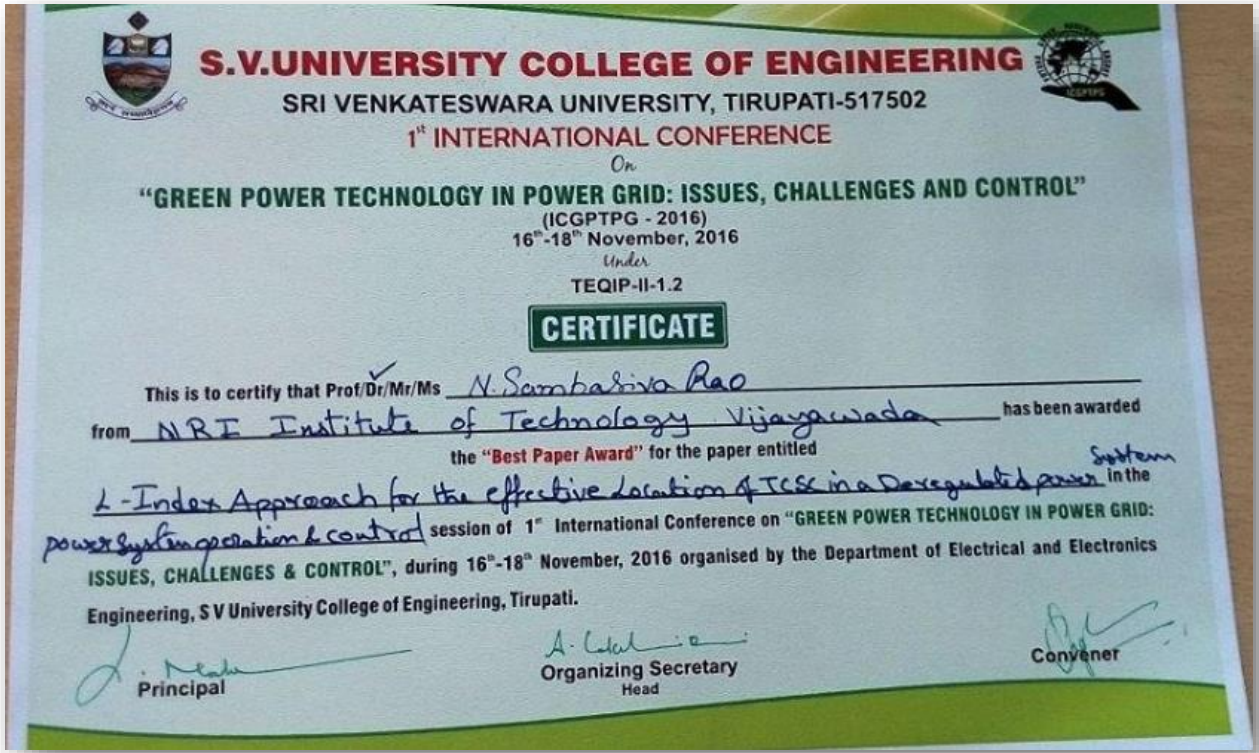 S.V.UNIVERSITY COLLEGE OF ENGINEERING
ICGPTPG
SRI VENKATESWARA UNIVERSITY, TIRUPATI-517502
1st INTERNATIONAL CONFERENCE
On
“GREEN POWER TECHNOLOGY IN POWER GRID: ISSUES, CHALLENGES AND CONTROL”
(ICGPTPG - 2016)
16th-18th November, 2016
Under
TEQIP-II-1.2
CERTIFICATE
This is to certify that Prof/Dr/Mr/Ms N. Sambasiva Rao
from NRI Institute of Technology Vijayawada has been awarded
the “Best Paper Award” for the paper entitled
L-Index Approach for the effective Location of TCSC in a Deregulated power System in the
power System operation & control session of 1st International Conference on “GREEN POWER TECHNOLOGY IN POWER GRID:
ISSUES, CHALLENGES & CONTROL”, during 16th-18th November, 2016 organised by the Department of Electrical and Electronics
Engineering, S V University College of Engineering, Tirupati.
Principal
Organizing Secretary
Head
Convener